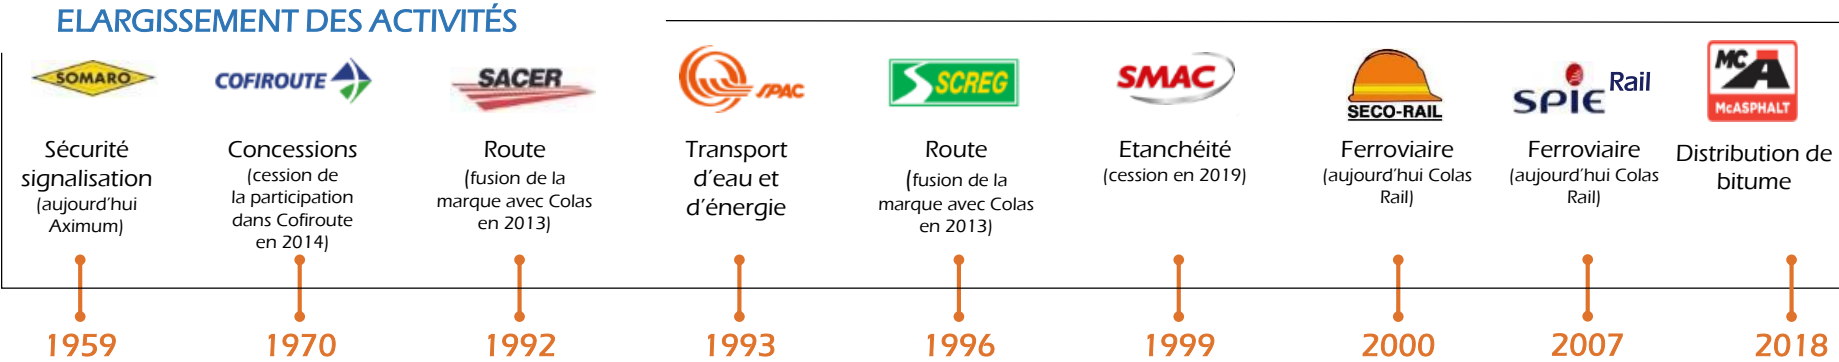 ELARGISSEMENT DES ACTIVITÉS
SOMARO
Sécurité
signalisation
(aujourd'hui
Aximum)
1959
COFIROUTE
Concessions
(cession de
la participation
dans Cofiroute
en 2014)
1970
SACER
Route
(fusion de la
marque avec Colas
en 2013)
1992
SPAC
Transport
d'eau et
d'énergie
1993
SCREG
Route
(fusion de la
marque avec Colas
en 2013)
1996
SMAC
Etanchéité
(cession en 2019)
1999
SECO-RAIL
Ferroviaire
(aujourd'hui Colas
Rail)
2000
SPIE Rail
Ferroviaire
(aujourd'hui Colas
Rail)
2007
MCA
McASPHALT
Distribution de
bitume
2018